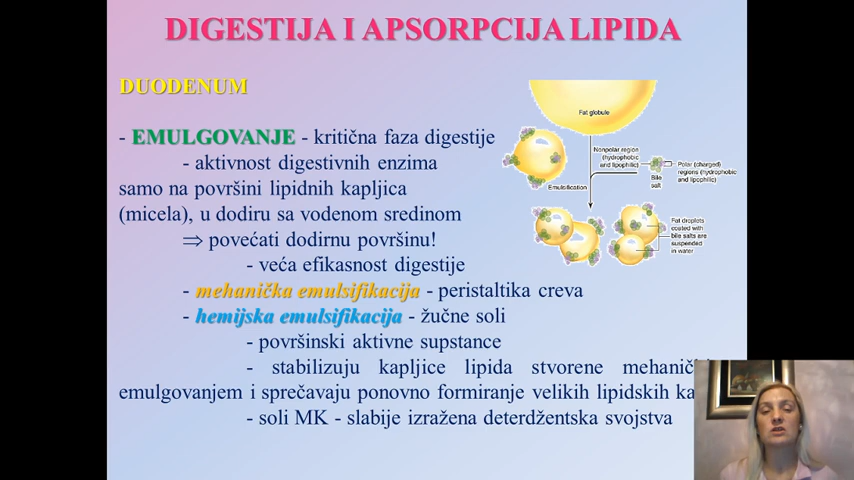 DIGESTIJA I APSORPCIJA LIPIDA
DUODENUM
- EMULGOVANJE - kritična faza digestije
- aktivnost digestivnih enzima
samo na površini lipidnih kapljica
(micela), u dodiru sa vodenom sredinom
⇒ povećati dodirnu površinu!
- veća efikasnost digestije
- mehanička emulsifikacija - peristaltika creva
- hemijska emulsifikacija - žučne soli
- površinski aktivne supstance
- stabilizuju kapljice lipida stvorene
emulgovanjem i sprečavaju ponovno formiranje velikih lipidskih
- soli MK - slabije izražena deterdžentska svojstva
Fat globule
Nonpolar region
(hydrophobic
and lipophilic)
Bile
salt
Polar (charged)
regions (hydrophobic
and lipophilic)
Emulsification
Fat droplets
coated with
bile salts are
suspended
in water